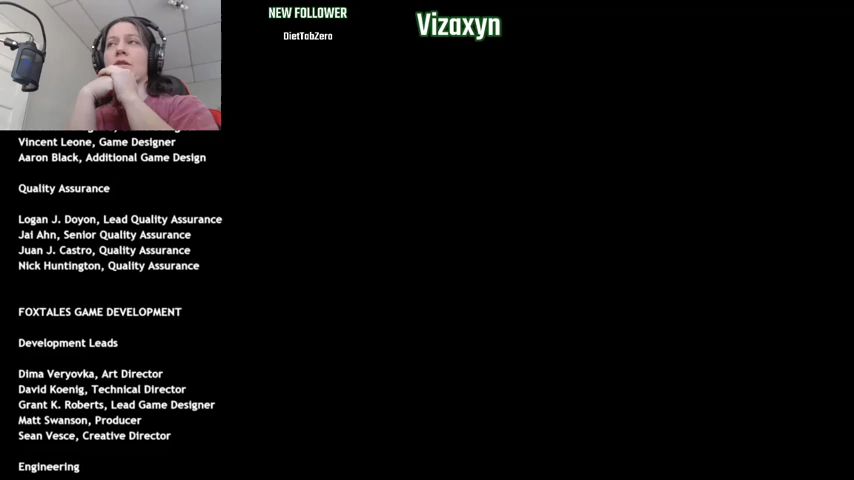 NEW FOLLOWER
DietTabZero
Vizaxyn
Vincent Leone, Game Designer
Aaron Black, Additional Game Design
Quality Assurance
Logan J. Doyon, Lead Quality Assurance
Jai Ahn, Senior Quality Assurance
Juan J. Castro, Quality Assurance
Nick Huntington, Quality Assurance
FOXTALES GAME DEVELOPMENT
Development Leads
Dima Veryovka, Art Director
David Koenig, Technical Director
Grant K. Roberts, Lead Game Designer
Matt Swanson, Producer
Sean Vesce, Creative Director
Engineering